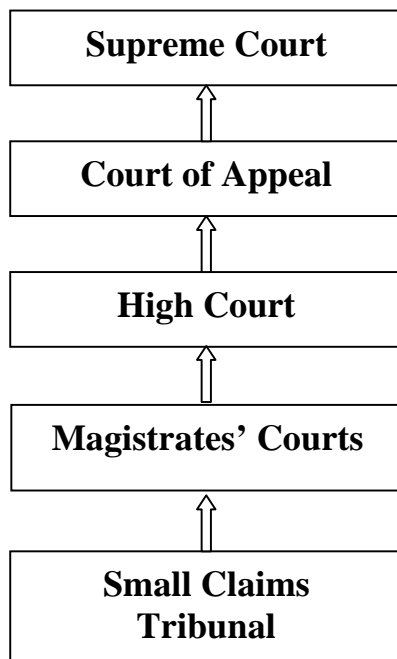 Supreme Court
Court of Appeal
High Court
Magistrates’ Courts
Small Claims
Tribunal